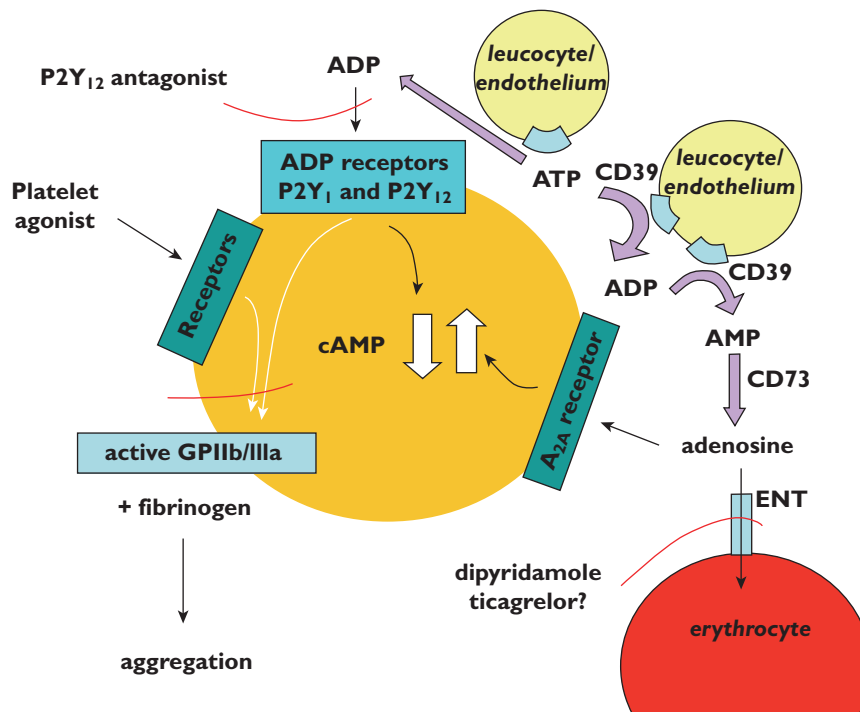 leucocyte/
endothelium
P2Y₁₂ antagonist
ADP
ADP receptors
P2Y₁ and P2Y₁₂
ATP
CD39
leucocyte/
endothelium
Platelet
agonist
Receptors
ADP
CD39
cAMP
AMP
CD73
A₂A receptor
adenosine
active GPIIb/IIIa
+ fibrinogen
ENT
dipyridamole
ticagrelor?
erythrocyte
aggregation